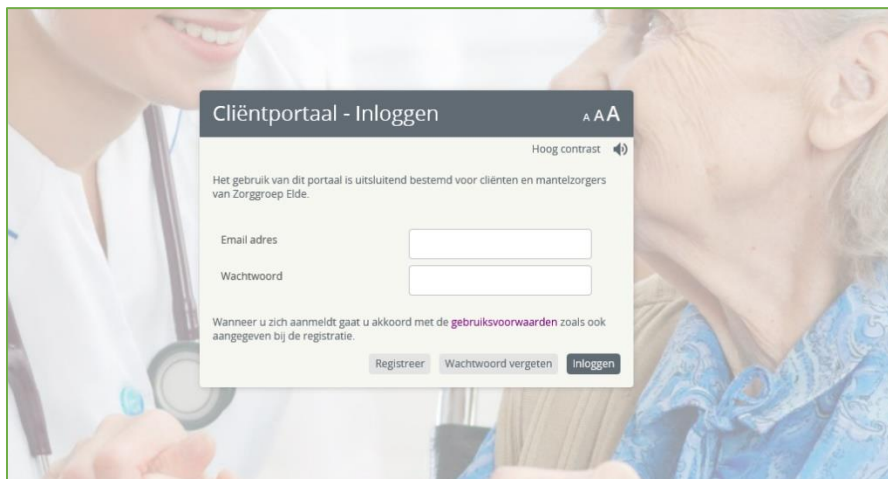 Cliëntportaal - Inloggen A A A
Hoog contrast
Het gebruik van dit portaal is uitsluitend bestemd voor cliënten en mantelzorgers
van Zorggroep Elde.
Email adres
Wachtwoord
Wanneer u zich aanmeldt gaat u akkoord met de gebruiksvoorwaarden zoals ook
aangegeven bij de registratie.
Registreer Wachtwoord vergeten Inloggen